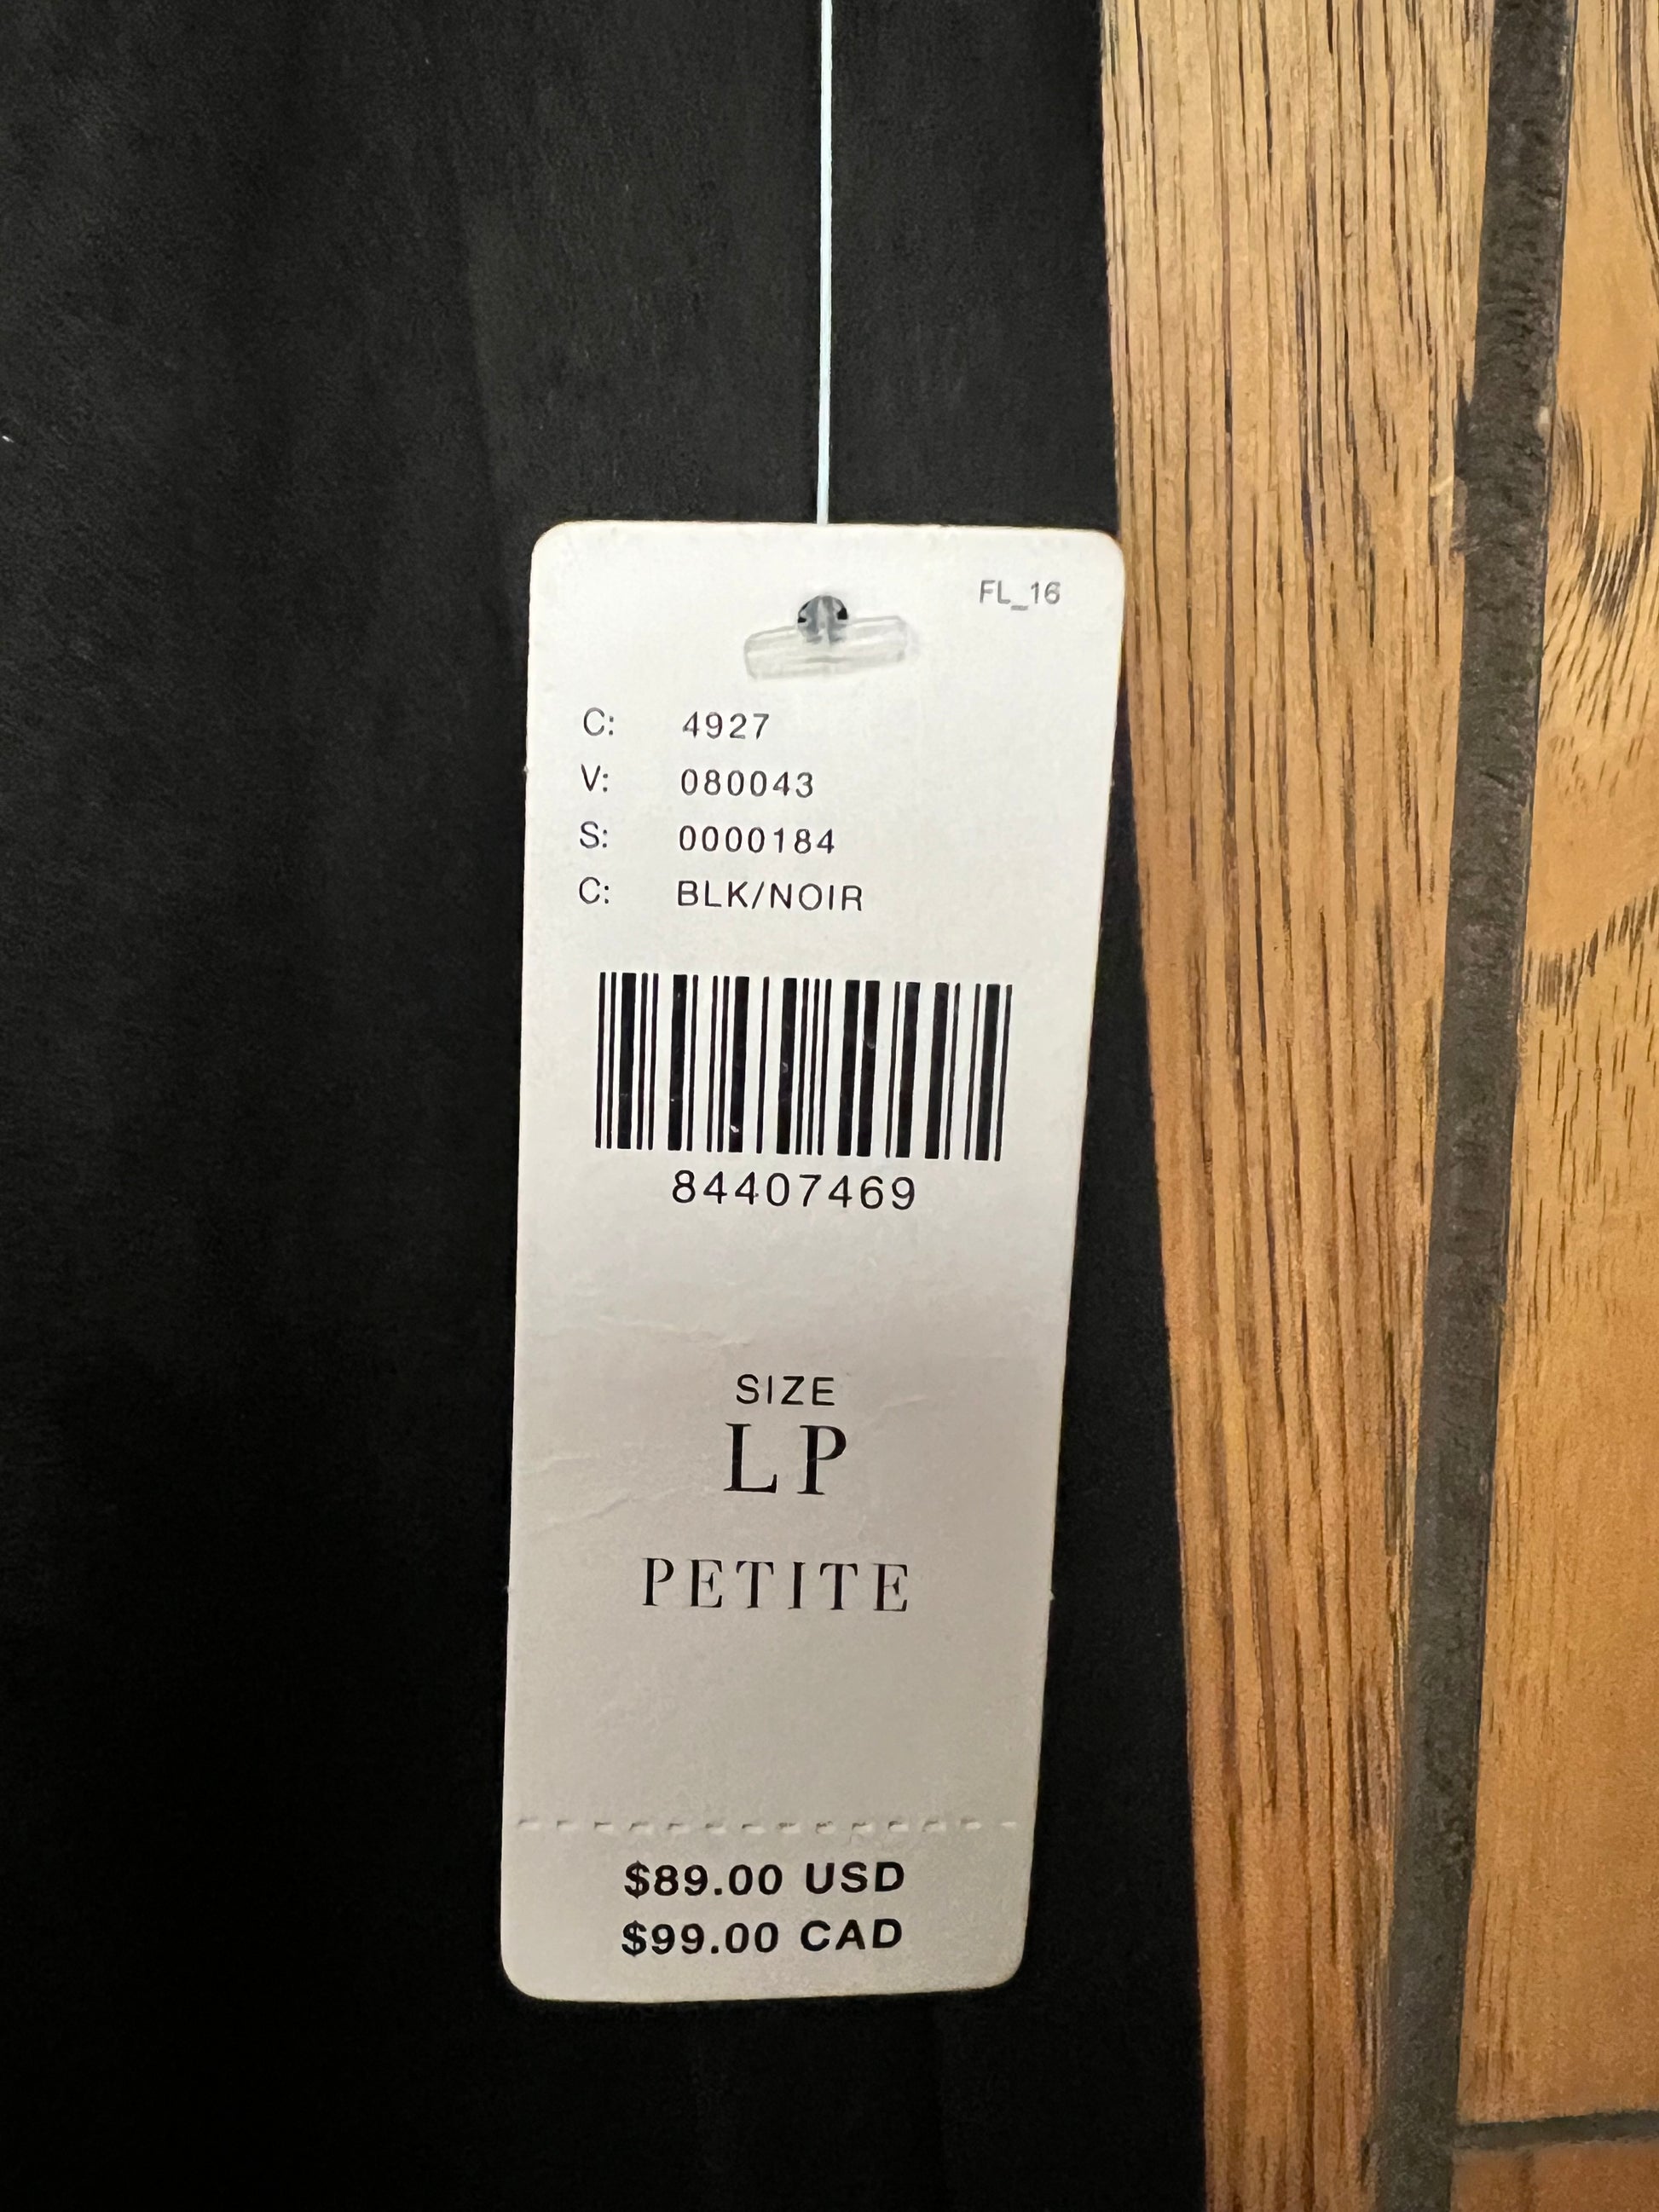 FL_16
C: 4927
V: 080043
S: 0000184
C: BLK/NOIR
84407469
SIZE
LP
PETITE
$89.00 USD
$99.00 CAD